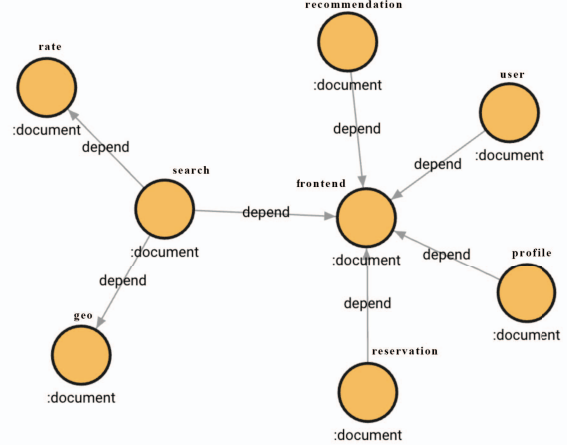 recommendation
rate
user
:document
depend
:document
depend
:document
depend
search
frontend
depend
:document
:document
profile
depend
depend
geo
depend
:document
reservation
:document
:document